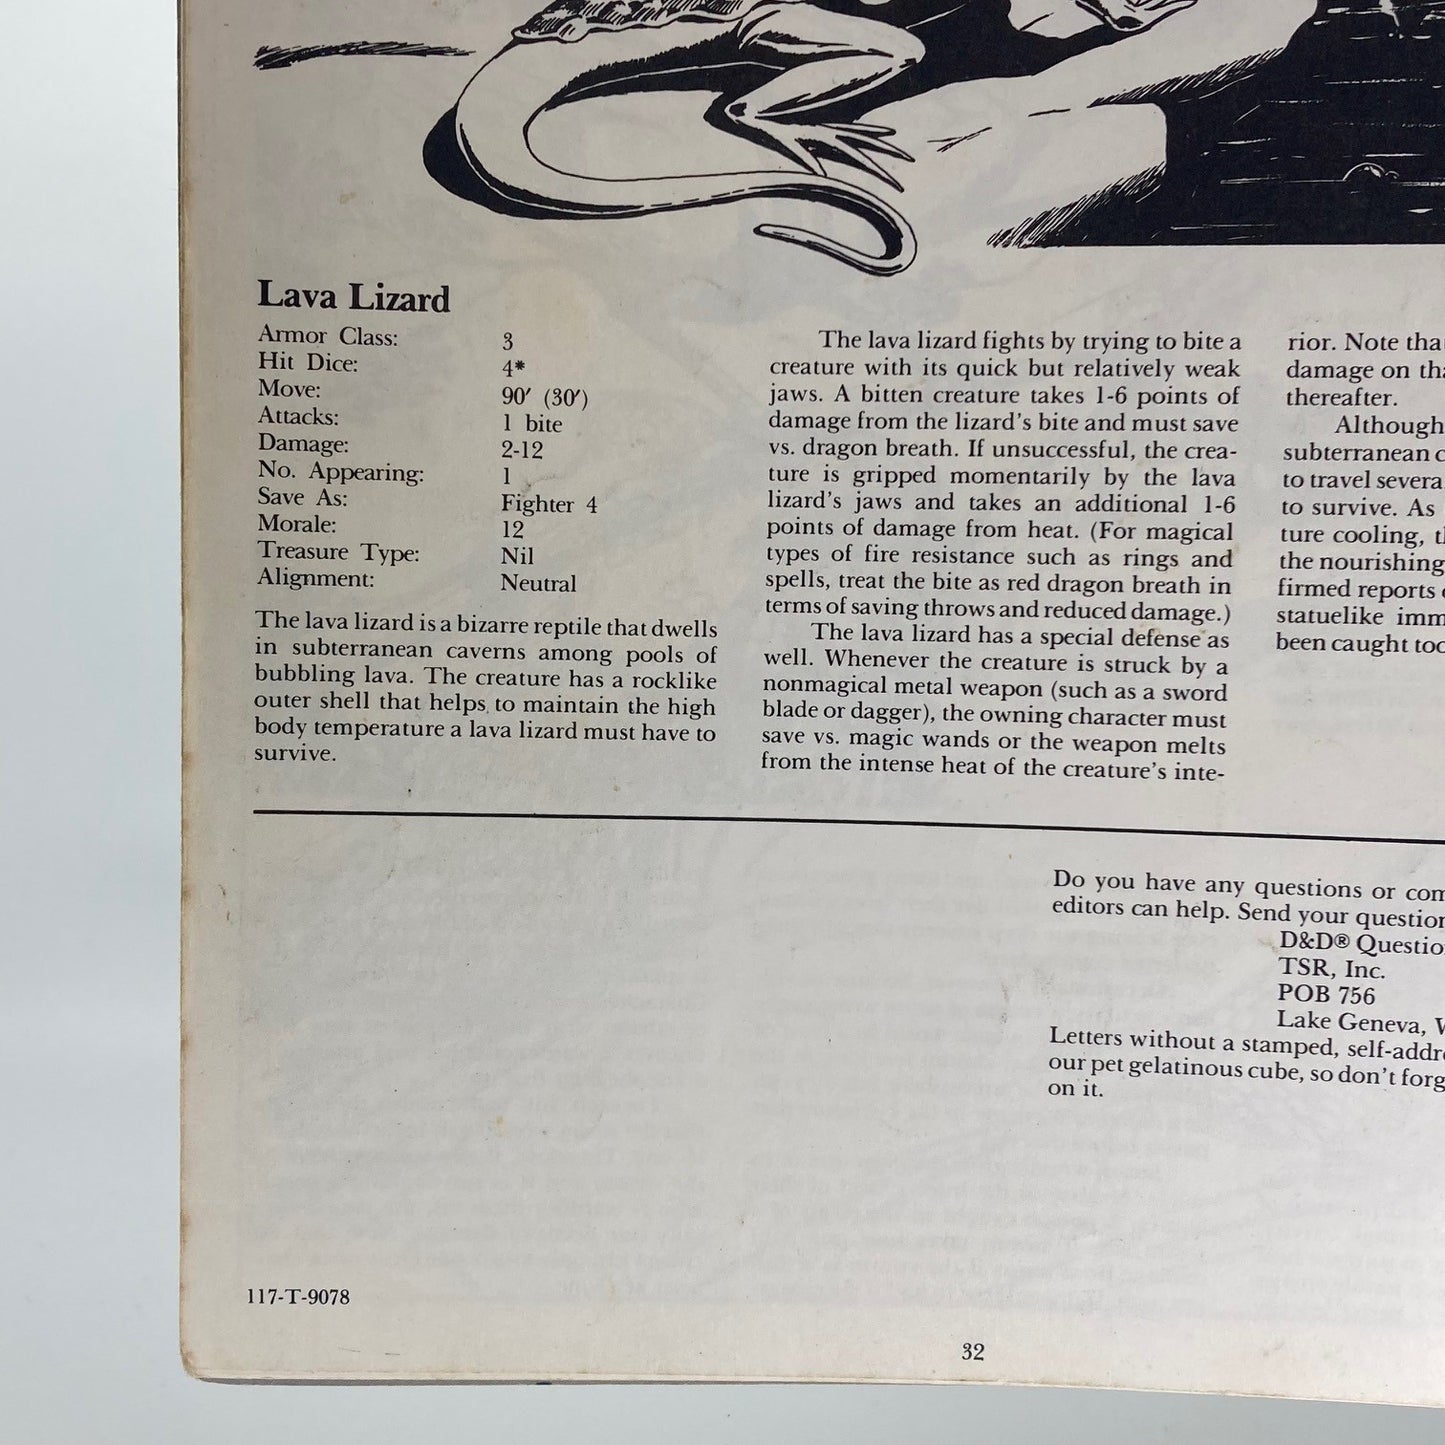 Lava Lizard
Armor Class: 3
Hit Dice: 4*
Move: 90' (30')
Attacks: 1 bite
Damage: 2-12
No. Appearing: 1
Save As: Fighter 4
Morale: 12
Treasure Type: Nil
Alignment: Neutral
The lava lizard is a bizarre reptile that dwells
in subterranean caverns among pools of
bubbling lava. The creature has a rocklike
outer shell that helps to maintain the high
body temperature a lava lizard must have to
survive.
The lava lizard fights by trying to bite a
creature with its quick but relatively weak
jaws. A bitten creature takes 1-6 points of
damage from the lizard's bite and must save
vs. dragon breath. If unsuccessful, the crea-
ture is gripped momentarily by the lava
lizard's jaws and takes an additional 1-6
points of damage from heat. (For magical
types of fire resistance such as rings and
spells, treat the bite as red dragon breath in
terms of saving throws and reduced damage.)
The lava lizard has a special defense as
well. Whenever the creature is struck by a
nonmagical metal weapon (such as a sword
blade or dagger), the owning character must
save vs. magic wands or the weapon melts
from the intense heat of the creature's inte-
rior. Note tha
damage on tha
thereafter.
Although
subterranean c
to travel severa
to survive. As
ture cooling, t
the nourishing
firmed reports
statuelike imm
been caught too
Do you have any questions or com
editors can help. Send your question
D&D® Questio
TSR, Inc.
POB 756
Lake Geneva, W
Letters without a stamped, self-addre
our pet gelatinous cube, so don't forg
on it.
117-T-9078
32